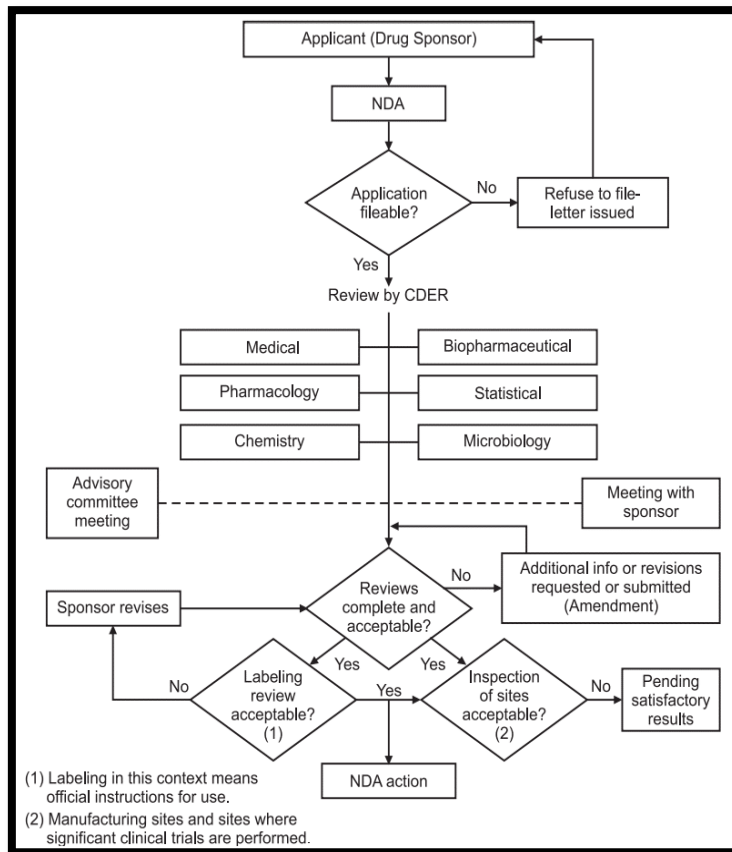 Applicant (Drug Sponsor)
NDA
Application
fileable?
No
Refuse to file-
letter issued
Yes
Review by CDER
Medical
Biopharmaceutical
Pharmacology
Statistical
Chemistry
Microbiology
Advisory
committee
meeting
Meeting with
sponsor
Reviews
complete and
acceptable?
No
Additional info or revisions
requested or submitted
(Amendment)
Sponsor revises
Yes
Yes
No
Labeling
review
acceptable?
(1)
Yes
Inspection
of sites
acceptable?
(2)
No
Pending
satisfactory
results
NDA action
(1) Labeling in this context means
official instructions for use.
(2) Manufacturing sites and sites where
significant clinical trials are performed.